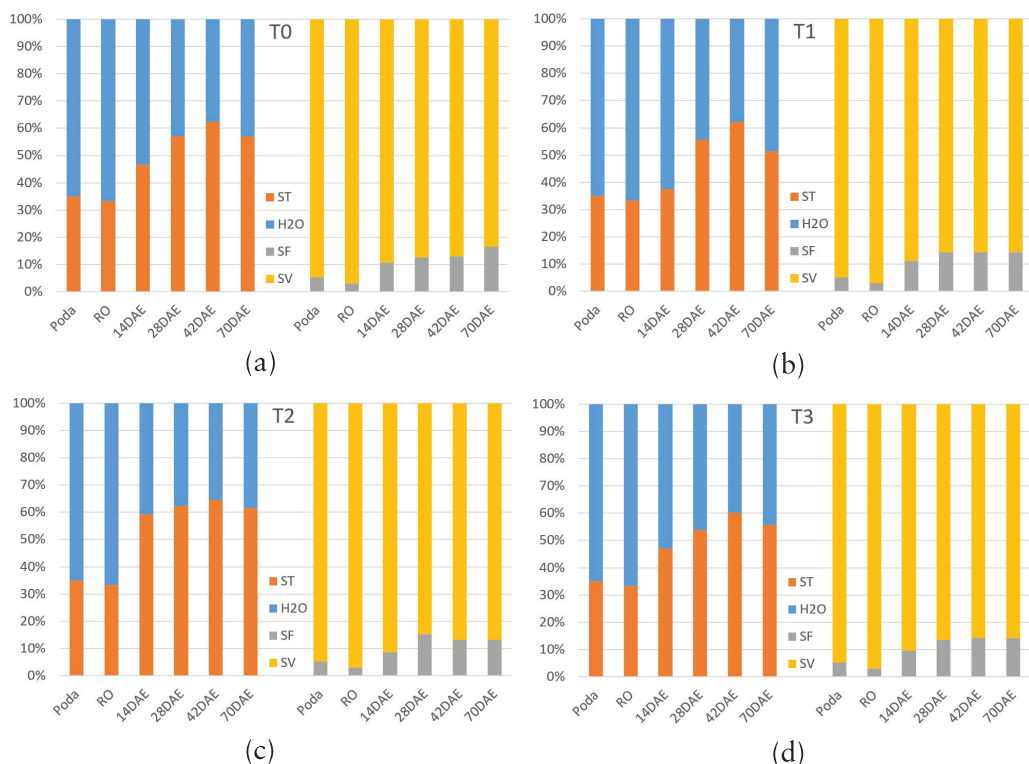 T0
100%
90%
80%
70%
60%
50%
40%
30%
20%
10%
0%
ST
H2O
SF
SV
Poda RO 14DAE 28DAE 42DAE 70DAE Poda RO 14DAE 28DAE 42DAE 70DAE
(a)
T1
100%
90%
80%
70%
60%
50%
40%
30%
20%
10%
0%
ST
H2O
SF
SV
Poda RO 14DAE 28DAE 42DAE 70DAE Poda RO 14DAE 28DAE 42DAE 70DAE
(b)
T2
100%
90%
80%
70%
60%
50%
40%
30%
20%
10%
0%
ST
H2O
SF
SV
Poda RO 14DAE 28DAE 42DAE 70DAE Poda RO 14DAE 28DAE 42DAE 70DAE
(c)
T3
100%
90%
80%
70%
60%
50%
40%
30%
20%
10%
0%
ST
H2O
SF
SV
Poda RO 14DAE 28DAE 42DAE 70DAE Poda RO 14DAE 28DAE 42DAE 70DAE
(d)